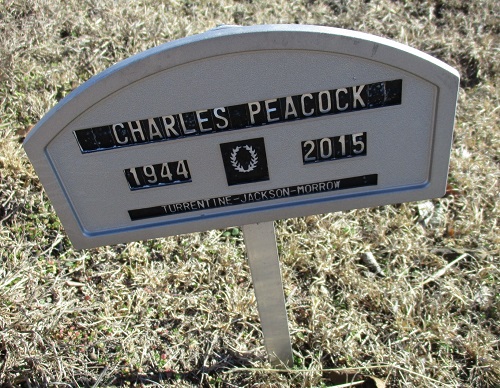 CHARLES PEACOCK
1944 2015
TURRENTINE-JACKSON-MORROW